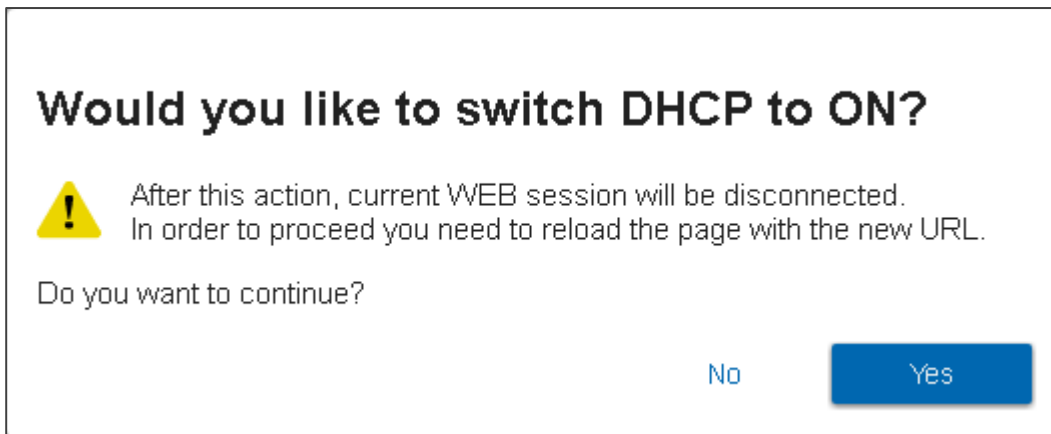 Would you like to switch DHCP to ON?
After this action, current WEB session will be disconnected.
In order to proceed you need to reload the page with the new URL.
Do you want to continue?
No
Yes